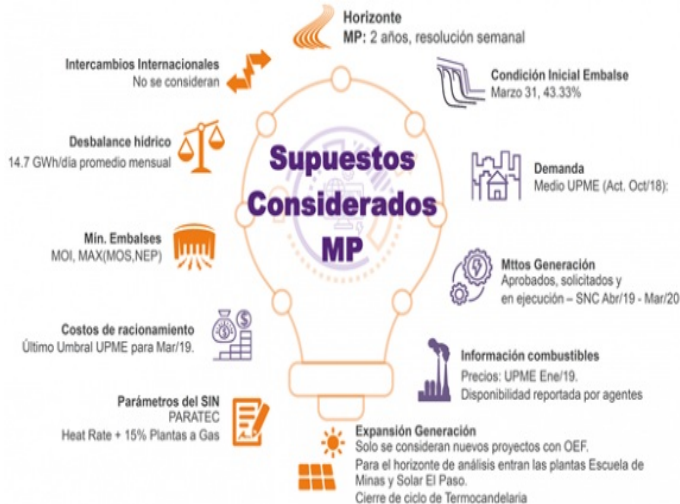 Horizonte
MP: 2 años, resolución semanal
Intercambios Internacionales
No se consideran
Condición Inicial Embalse
Marzo 31, 43.33%
Desbalance hídrico
14.7 GWh/día promedio mensual
Supuestos
Considerados
MP
Demanda
Medio UPME (Act. Oct/18):
Min. Embalses
MOI, MAX(MOS,NEP)
Mttos Generación
Aprobados, solicitados y
en ejecución – SNC Abr/19 - Mar/20
Costos de racionamiento
Último Umbral UPME para Mar/19.
Información combustibles
Precios: UPME Ene/19.
Disponibilidad reportada por agentes
Parámetros del SIN
PARATEC
Heat Rate + 15% Plantas a Gas
Expansión Generación
Solo se consideran nuevos proyectos con OEF.
Para el horizonte de análisis entran las plantas Escuela de
Minas y Solar El Paso.
Cierre de ciclo de Termocandelaria